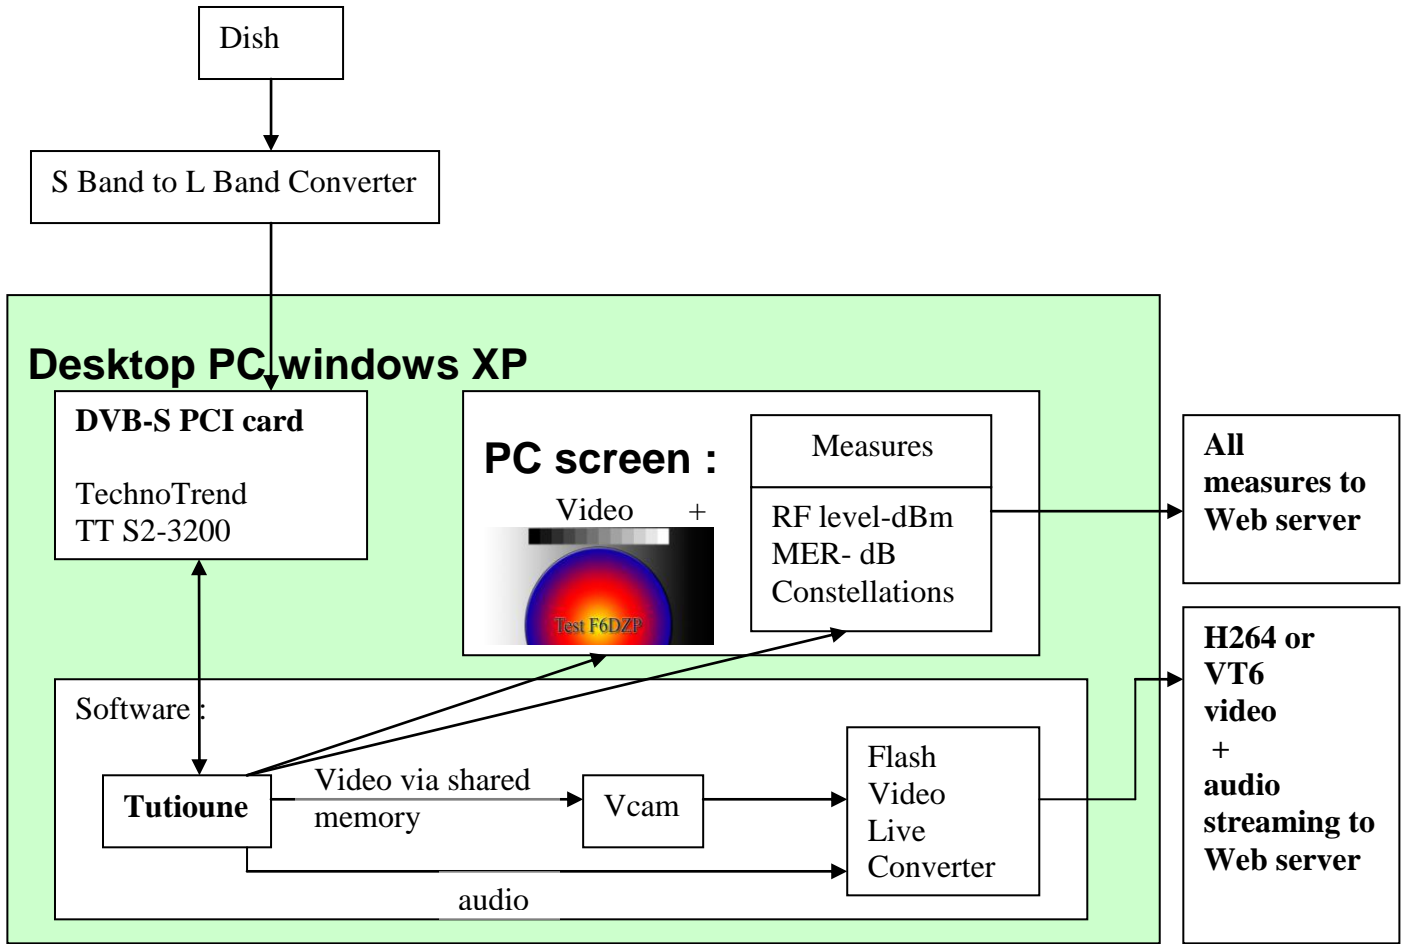 Dish
S Band to L Band Converter
Desktop PC windows XP
DVB-S PCI card
TechnoTrend
TT S2-3200
PC screen :
Video +
Test F6DZP
Measures
RF level-dBm
MER- dB
Constellations
All
measures to
Web server
Software :
Tutioune
Video via shared
memory
Vcam
audio
Flash
Video
Live
Converter
H264 or
VT6
video
+
audio
streaming to
Web server